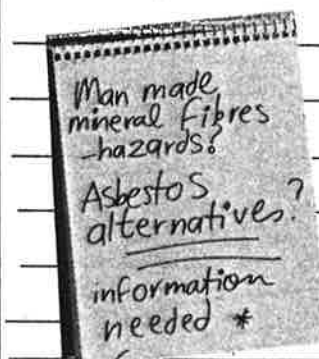 Man made
mineral fibres
-hazards?
Asbestos
alternatives?
information
needed *